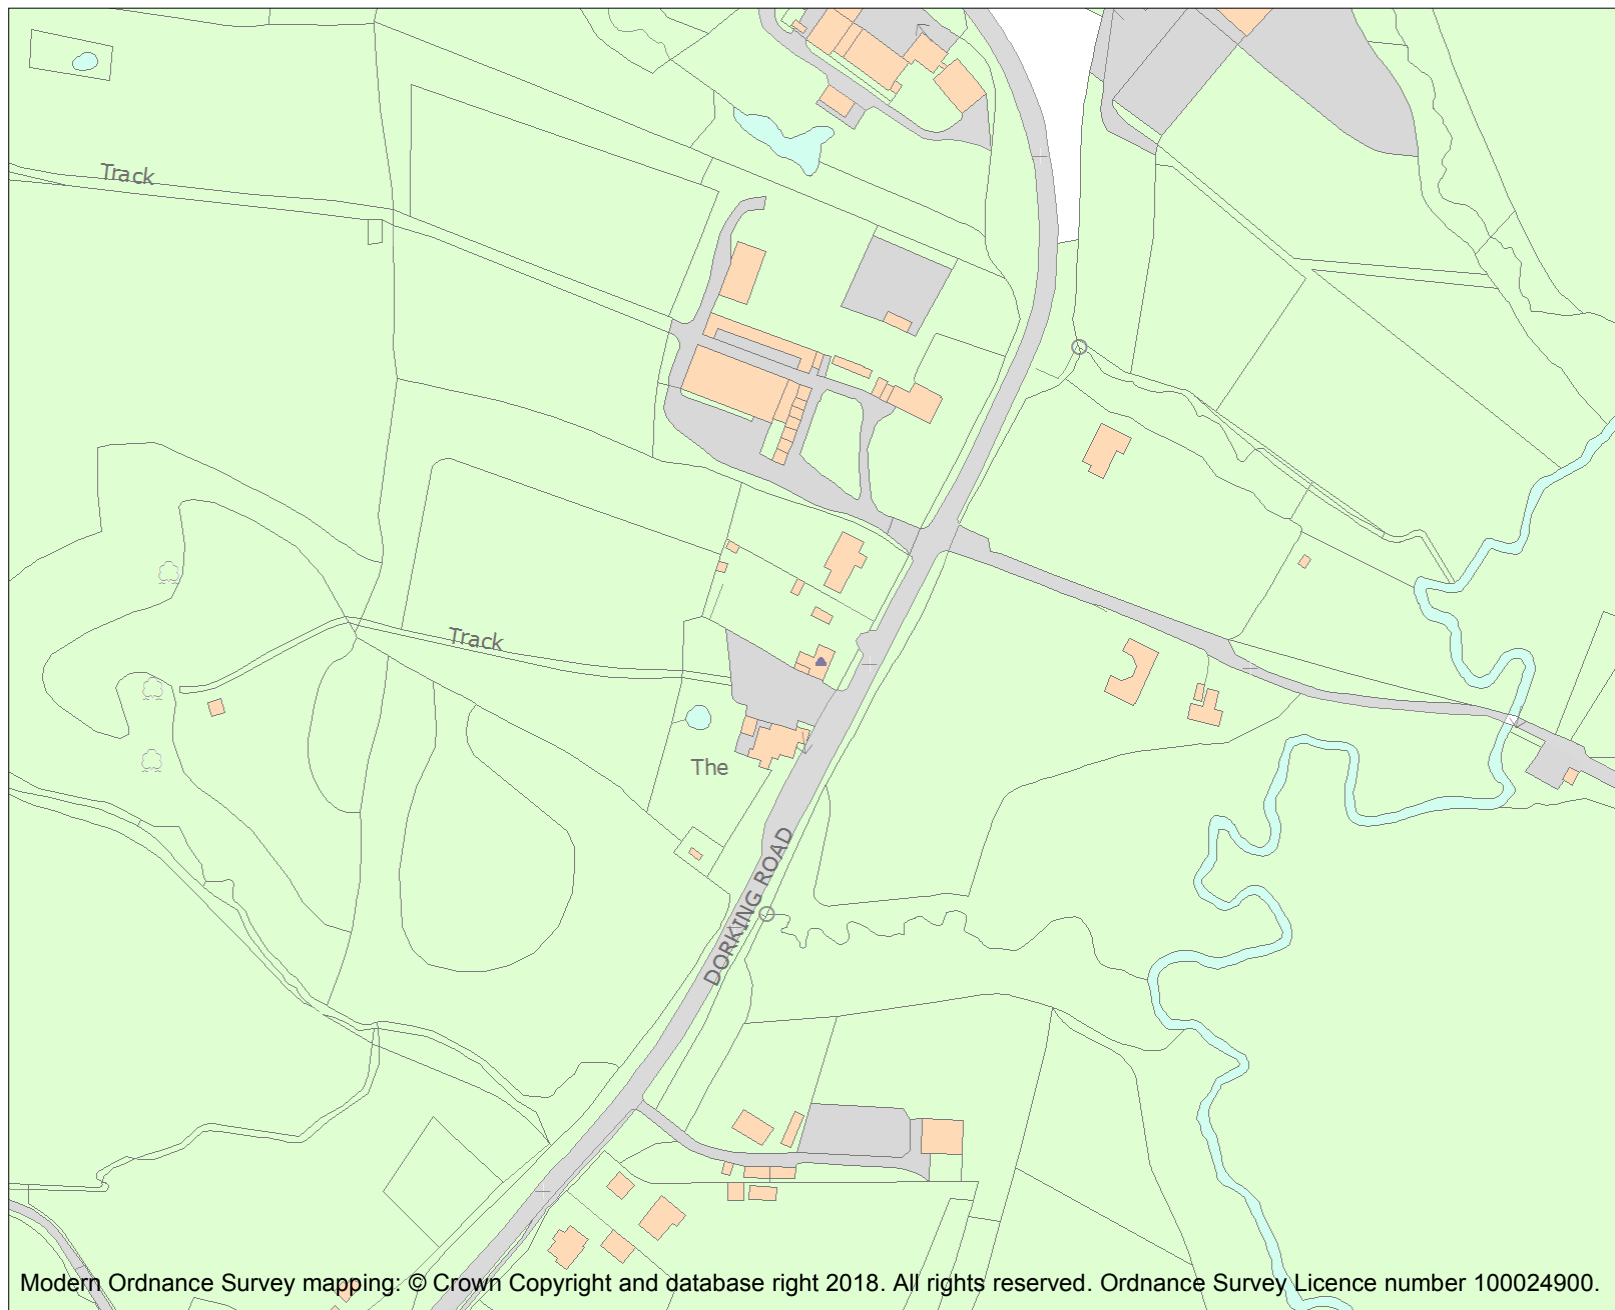 Track
Track
The
DORKING ROAD
Modern Ordnance Survey mapping: © Crown Copyright and database right 2018. All rights reserved. Ordnance Survey Licence number 100024900.